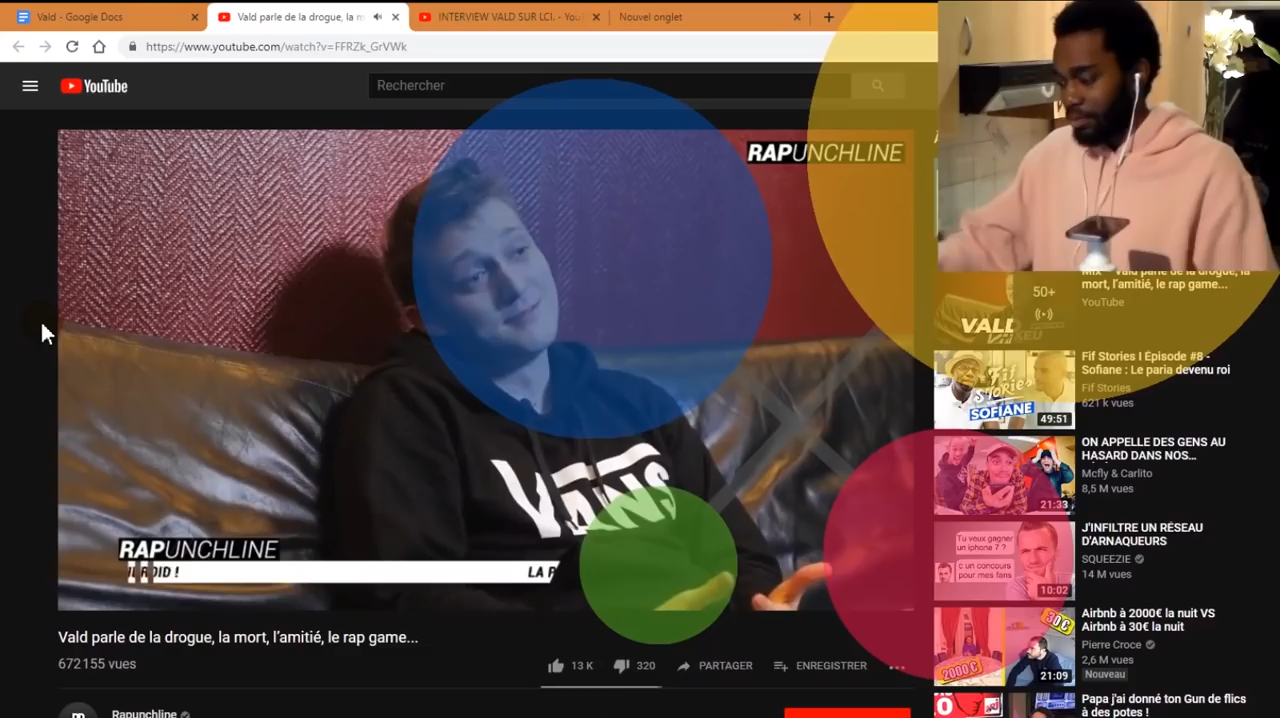 Vald - Google Docs
Vald parle de la drogue, la m
INTERVIEW VALD SUR LCI. - You
Nouvel onglet
https://www.youtube.com/watch?v=FFRZk_GrVWk
YouTube
Rechercher
RAPUNCHLINE
VANS
RAPUNCHLINE
LA P
Vald parle de la drogue, la mort, l'amitié, le rap game...
672 155 vues
13 K
320
PARTAGER
ENREGISTRER
Rapunchline
Mix - Vald parle de la drogue, la
mort, l'amitié, le rap game...
YouTube
50+
VALD
Fif Stories I Épisode #8 -
Sofiane : Le paria devenu roi
Fif Stories
621 k vues
Fif
STORIES
SOFIANE
49:51
ON APPELLE DES GENS AU
HASARD DANS NOS...
Mcfly & Carlito
8,5 M vues
21:33
J'INFILTRE UN RÉSEAU
D'ARNAQUEURS
SQUEEZIE
14 M vues
Tu veux gagner
un iphone 7 ?
c un concours
pour mes fans
10:02
Airbnb à 2000€ la nuit VS
Airbnb à 30€ la nuit
Pierre Croce
2,6 M vues
Nouveau
30€
2000€
21:09
Papa j'ai donné ton Gun de flics
à des potes !